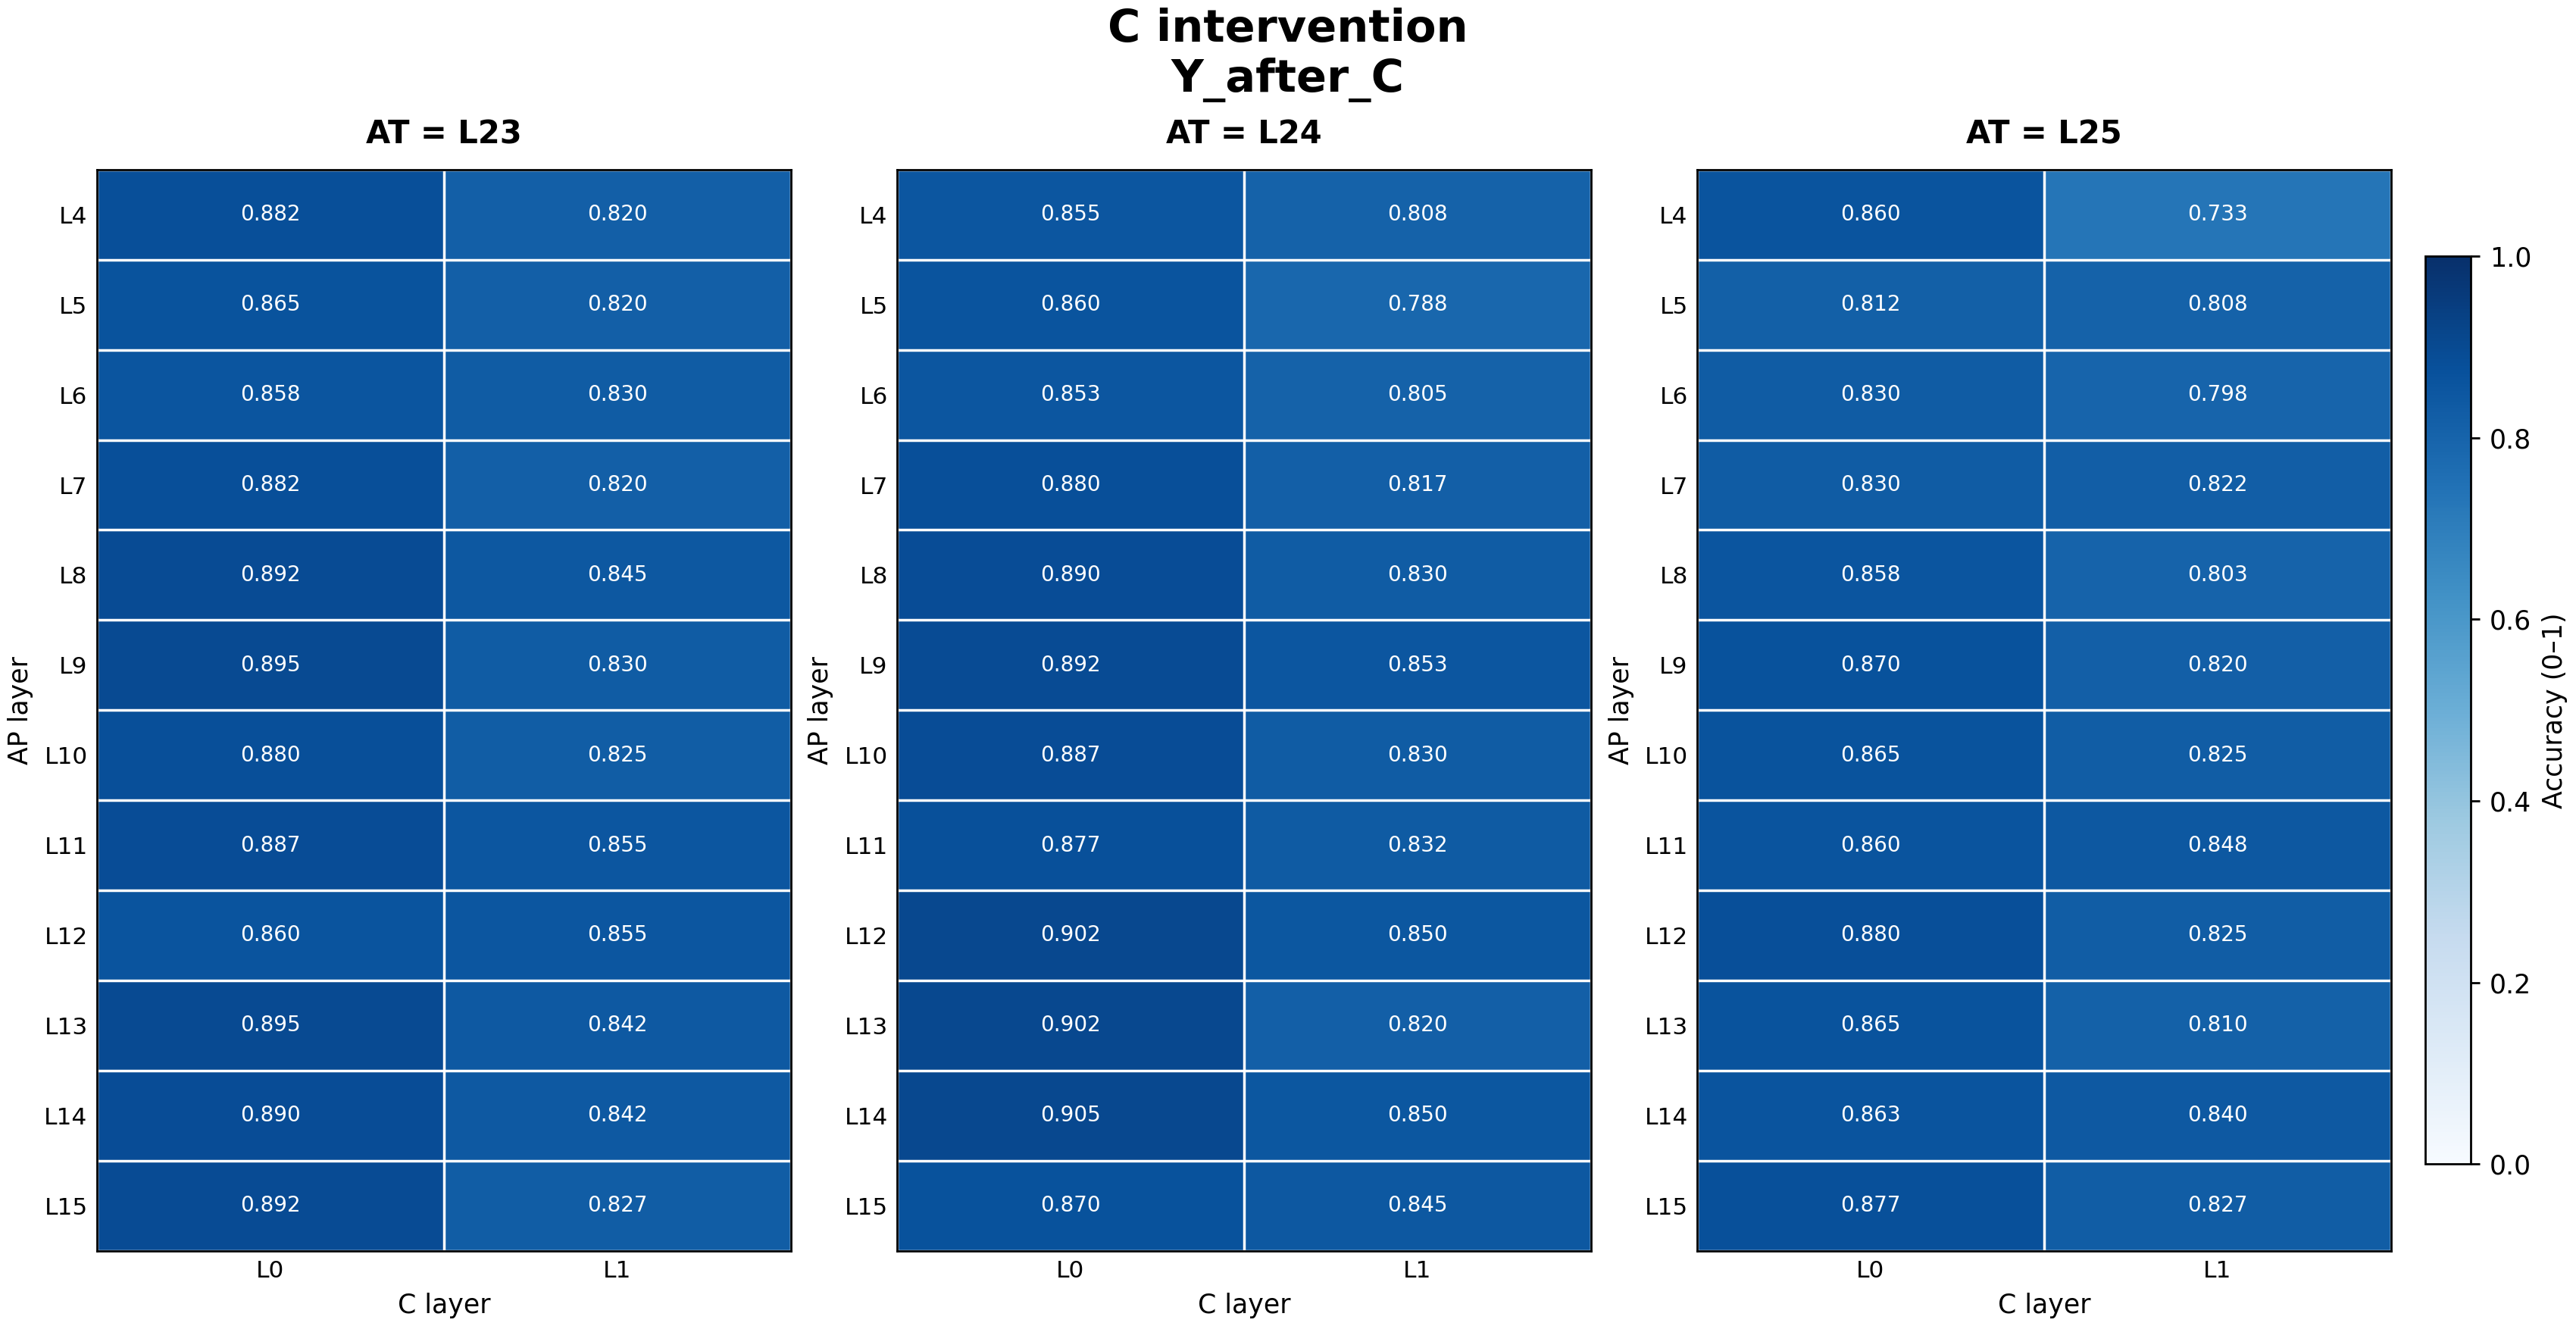 C intervention
Y_after_C
AT = L23
AP layer
L4 0.882 0.820
L5 0.865 0.820
L6 0.858 0.830
L7 0.882 0.820
L8 0.892 0.845
L9 0.895 0.830
L10 0.880 0.825
L11 0.887 0.855
L12 0.860 0.855
L13 0.895 0.842
L14 0.890 0.842
L15 0.892 0.827
L0 L1
C layer
AT = L24
AP layer
L4 0.855 0.808
L5 0.860 0.788
L6 0.853 0.805
L7 0.880 0.817
L8 0.890 0.830
L9 0.892 0.853
L10 0.887 0.830
L11 0.877 0.832
L12 0.902 0.850
L13 0.902 0.820
L14 0.905 0.850
L15 0.870 0.845
L0 L1
C layer
AT = L25
AP layer
L4 0.860 0.733
L5 0.812 0.808
L6 0.830 0.798
L7 0.830 0.822
L8 0.858 0.803
L9 0.870 0.820
L10 0.865 0.825
L11 0.860 0.848
L12 0.880 0.825
L13 0.865 0.810
L14 0.863 0.840
L15 0.877 0.827
L0 L1
C layer
1.0
0.8
0.6
0.4
0.2
0.0
Accuracy (0–1)